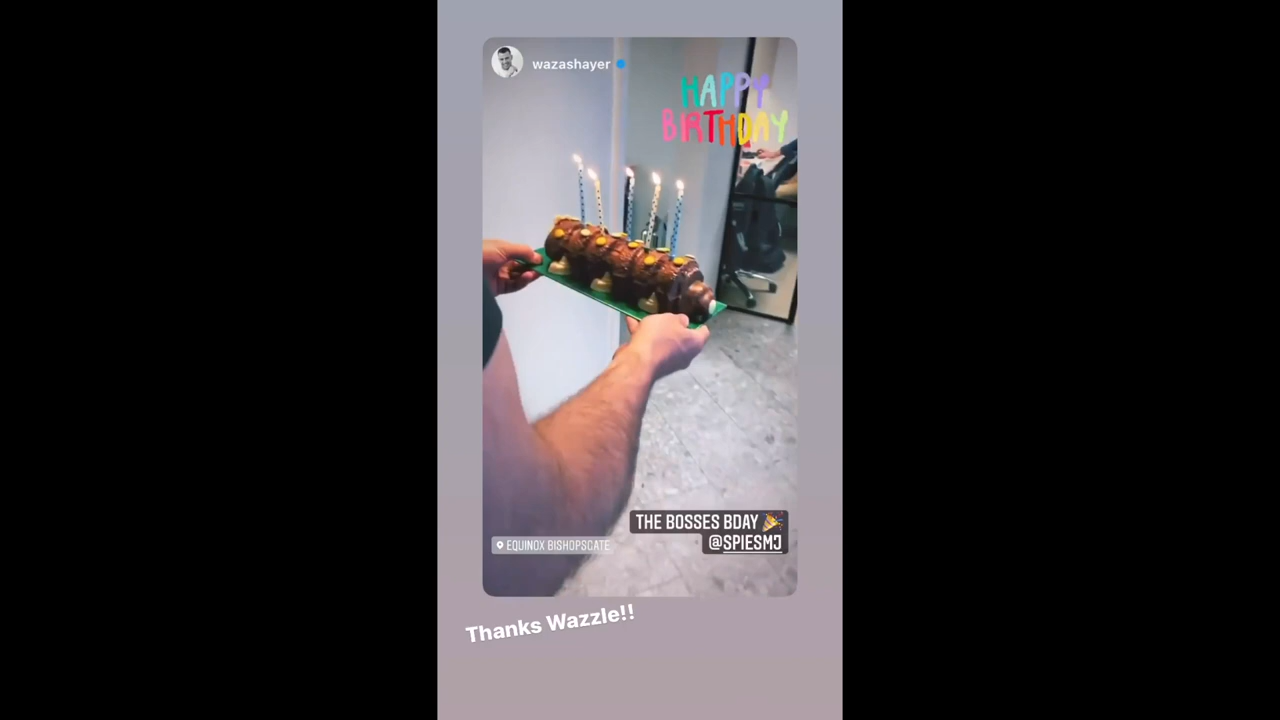 wazashayer
HAPPY
BIRTHDAY
THE BOSSES BDAY
@SPIESMJ
EQUINOX BISHOPSGATE
Thanks Wazzle!!